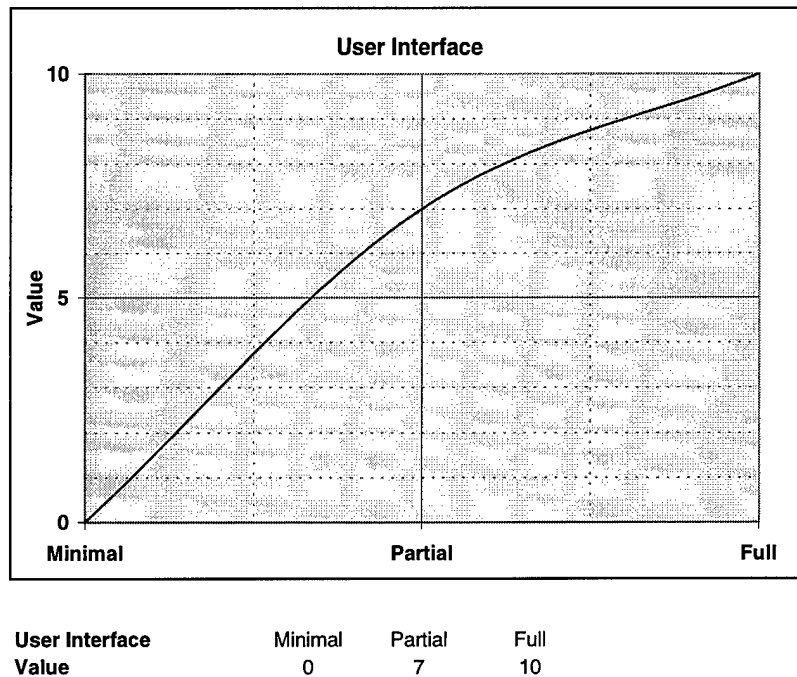 User Interface
10
5
0
Value
Minimal Partial Full
User Interface Minimal Partial Full
Value 0 7 10